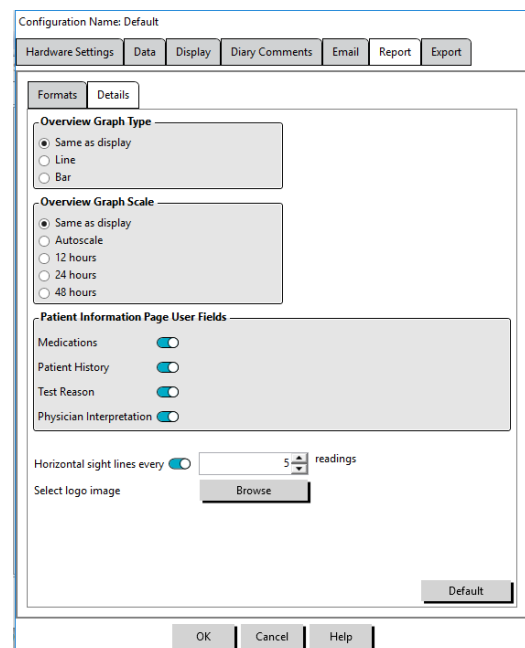 Configuration Name: Default
Hardware Settings Data Display Diary Comments Email Report Export
Formats Details
Overview Graph Type
Same as display
Line
Bar
Overview Graph Scale
Same as display
Autoscale
12 hours
24 hours
48 hours
Patient Information Page User Fields
Medications
Patient History
Test Reason
Physician Interpretation
Horizontal sight lines every 5 readings
Select logo image Browse
Default
OK Cancel Help